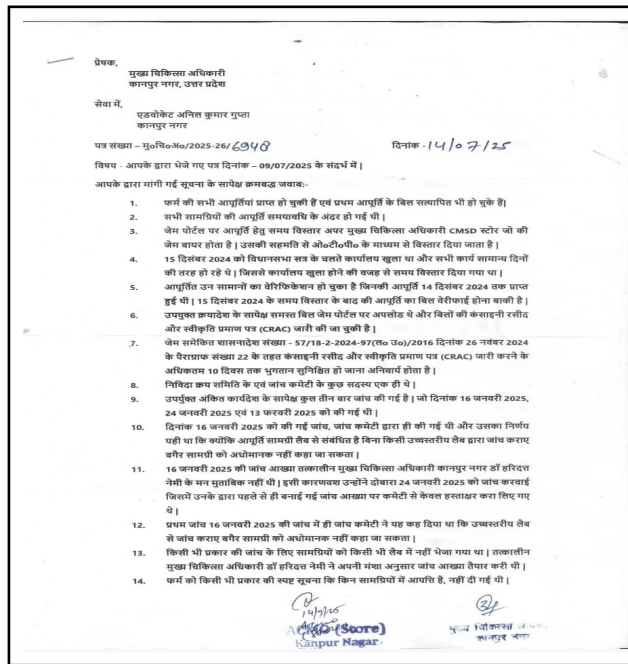 प्रेषक,
मुख्य चिकित्सा अधिकारी
कानपुर नगर, उत्तर प्रदेश
सेवा में,
एडवोकेट अनिल कुमार गुप्ता
कानपुर नगर
पत्र संख्या – मु०चि०अ०/2025-26/6948 दिनांक -14/07/25
विषय - आपके द्वारा भेजे गए पत्र दिनांक – 09/07/2025 के संदर्भ में |
आपके द्वारा मांगी गई सूचना के सापेक्ष क्रमबद्ध जवाब:-
1. फर्म की सभी आपूर्तियां प्राप्त हो चुकी हैं एवं प्रथम आपूर्ति के बिल सत्यापित भी हो चुके हैं|
2. सभी सामग्रियों की आपूर्ति समयावधि के अंदर हो गई थी |
3. जेम पोर्टल पर आपूर्ति हेतु समय विस्तार अपर मुख्य चिकित्सा अधिकारी CMSD स्टोर जो की
जेम बायर होता है | उसकी सहमति से ओ०टी०पी० के माध्यम से विस्तार दिया जाता है |
4. 15 दिसंबर 2024 को विधानसभा सत्र के चलते कार्यालय खुला था और सभी कार्य सामान्य दिनों
की तरह हो रहे थे | जिससे कार्यालय खुला होने की वजह से समय विस्तार दिया गया था |
5. आपूर्तित उन सामानों का वेरिफिकेशन हो चुका है जिनकी आपूर्ति 14 दिसंबर 2024 तक प्राप्त
हुई थी | 15 दिसंबर 2024 के समय विस्तार के बाद की आपूर्ति का बिल वेरीफाई होना बाकी है |
6. उपयुक्त क्रयादेश के सापेक्ष समस्त बिल जेम पोर्टल पर अपलोड थे और बिलों की कंसाइनी रसीद
और स्वीकृति प्रमाण पत्र (CRAC) जारी की जा चुकी है |
7. जेम समेकित शासनादेश संख्या - 57/18-2-2024-97(ल० उ०)/2016 दिनांक 26 नवंबर 2024
के पैराग्राफ संख्या 22 के तहत कंसाइनी रसीद और स्वीकृति प्रमाण पत्र (CRAC) जारी करने के
अधिकतम 10 दिवस तक भुगतान सुनिश्चित हो जाना अनिवार्य होता है |
8. निविदा क्रय समिति के एवं जांच कमेटी के कुछ सदस्य एक ही थे |
9. उपर्युक्त अंकित कार्यदेश के सापेक्ष कुल तीन बार जांच की गई है | जो दिनांक 16 जनवरी 2025,
24 जनवरी 2025 एवं 13 फरवरी 2025 को की गई थी |
10. दिनांक 16 जनवरी 2025 को की गई जांच, जांच कमेटी द्वारा ही की गई थी और उसका निर्णय
यही था कि क्योंकि आपूर्ति सामग्री लैब से संबंधित है बिना किसी उच्चस्तरीय लैब द्वारा जांच कराए
बगैर सामग्री को अधोमानक नहीं कहा जा सकता |
11. 16 जनवरी 2025 की जांच आख्या तत्कालीन मुख्य चिकित्सा अधिकारी कानपुर नगर डॉ हरिदत्त
नेमी के मन मुताबिक नहीं थी | इसी कारणवश उन्होंने दोबारा 24 जनवरी 2025 को जांच करवाई
जिसमें उनके द्वारा पहले से ही बनाई गई जांच आख्या पर कमेटी से केवल हस्ताक्षर करा लिए गए
थे |
12. प्रथम जांच 16 जनवरी 2025 की जांच में ही जांच कमेटी ने यह कह दिया था कि उच्चस्तरीय लैब
से जांच कराए बगैर सामग्री को अधोमानक नहीं कहा जा सकता |
13. किसी भी प्रकार की जांच के लिए सामग्रियों को किसी भी लैब में नहीं भेजा गया था | तत्कालीन
मुख्य चिकित्सा अधिकारी डॉ हरिदत्त नेमी ने अपनी मंशा अनुसार जांच आख्या तैयार करी थी |
14. फर्म को किसी भी प्रकार की स्पष्ट सूचना कि किन सामग्रियों में आपत्ति है, नहीं दी गई थी |
14/7/25
(Store)
Kanpur Nagar
मुख्य चिकित्सा
कानपुर नगर